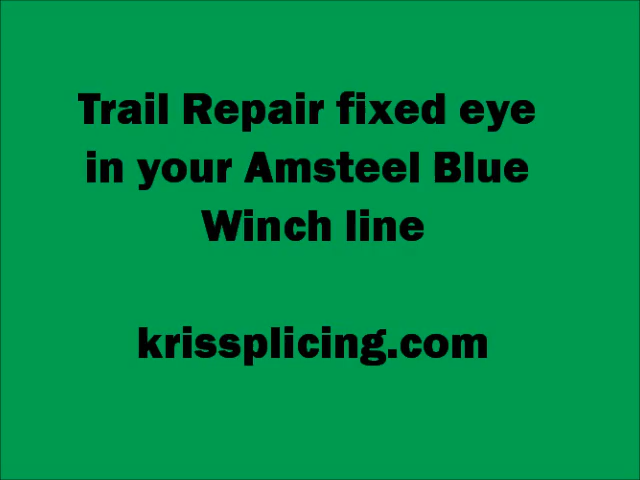 Trail Repair fixed eye
in your Amsteel Blue
Winch line
krissplicing.com